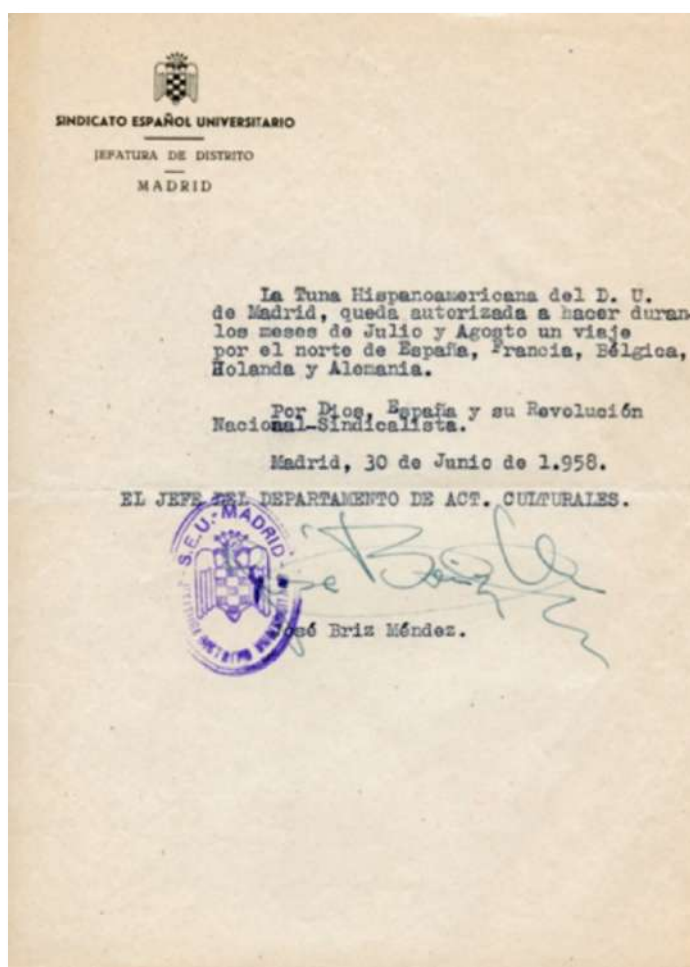 SINDICATO ESPAÑOL UNIVERSITARIO
JEFATURA DE DISTRITO
MADRID
La Tuna Hispanoamericana del D. U.
de Madrid, queda autorizada a hacer duran
los meses de Julio y Agosto un viaje
por el norte de España, Francia, Bélgica,
Holanda y Alemania.
Por Dios, España y su Revolución
Nacional-Sindicalista.
Madrid, 30 de Junio de 1.958.
EL JEFE DEL DEPARTAMENTO DE ACT. CULTURALES.
S.E.U.-MADRID-
José Briz Méndez.